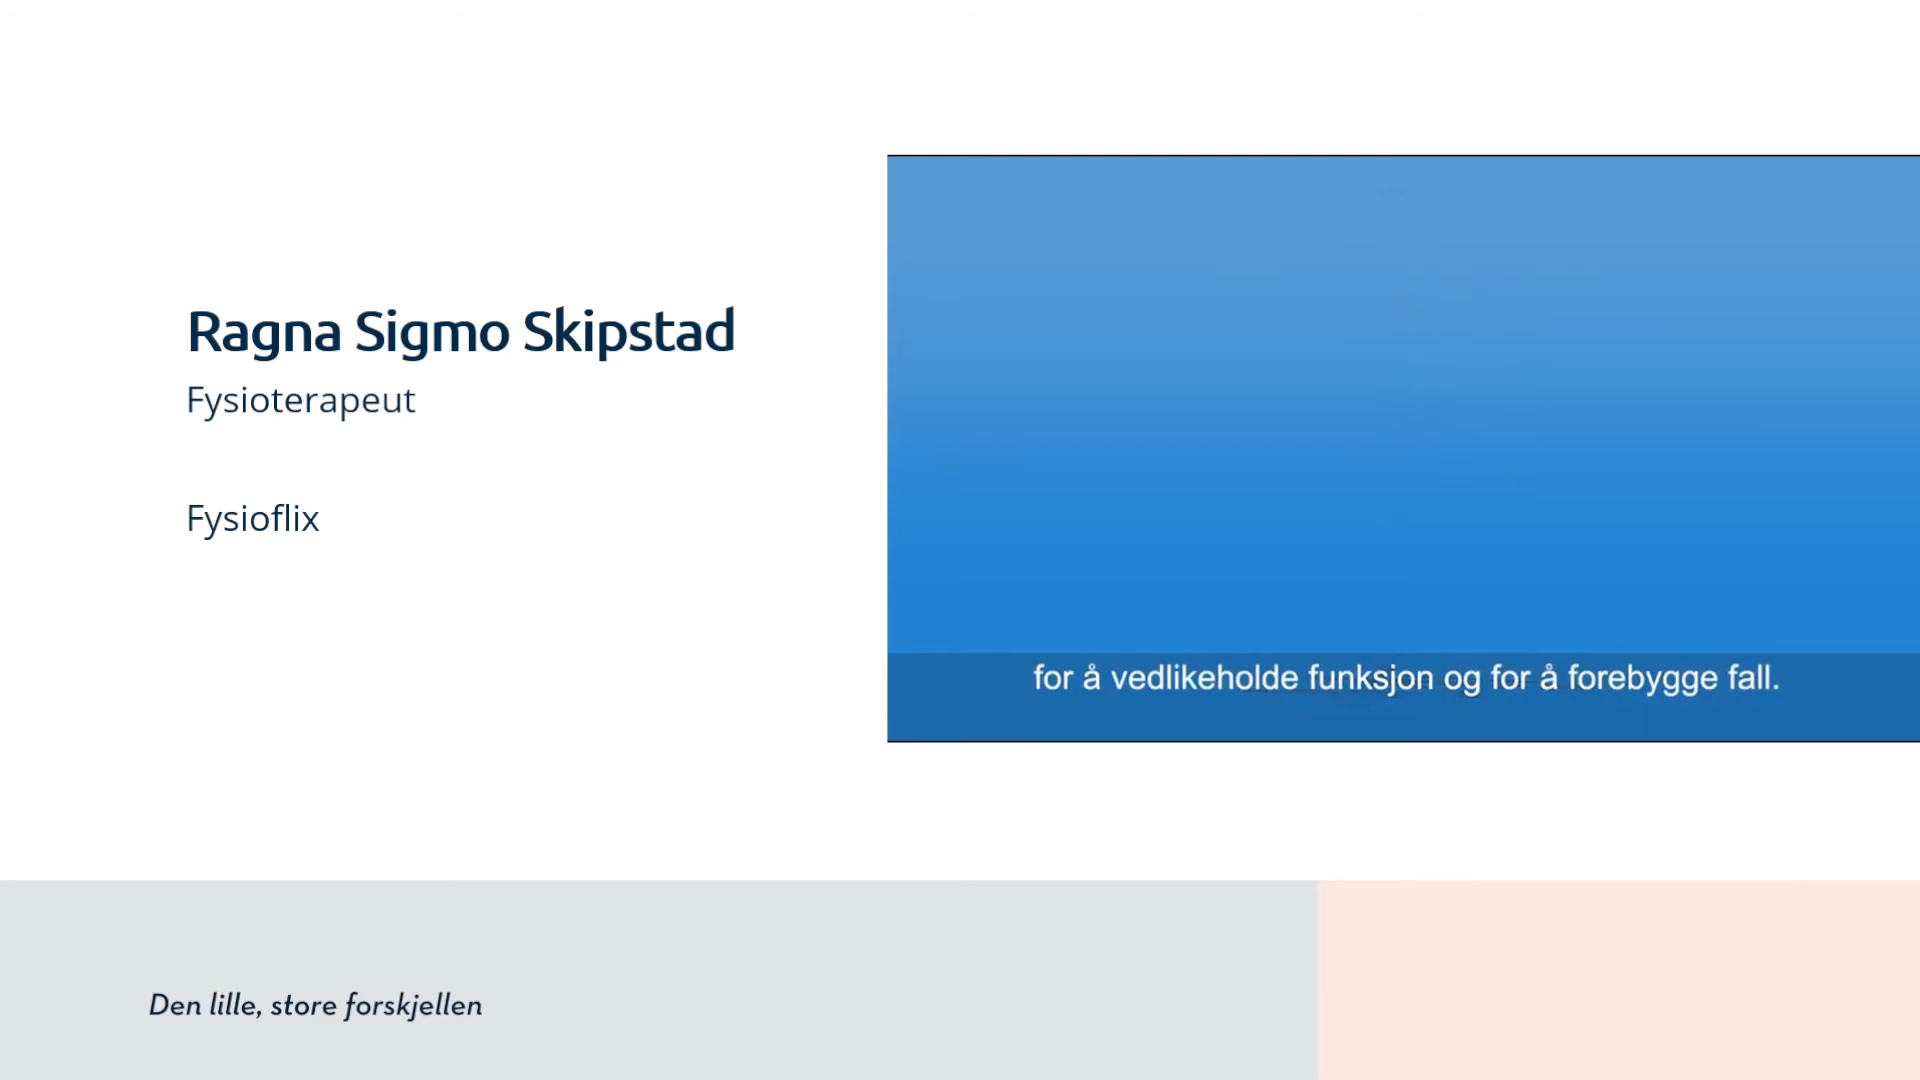 Ragna Sigmo Skipstad
Fysioterapeut
Fysioflix
for å vedlikeholde funksjon og for å forebygge fall.
Den lille, store forskjellen